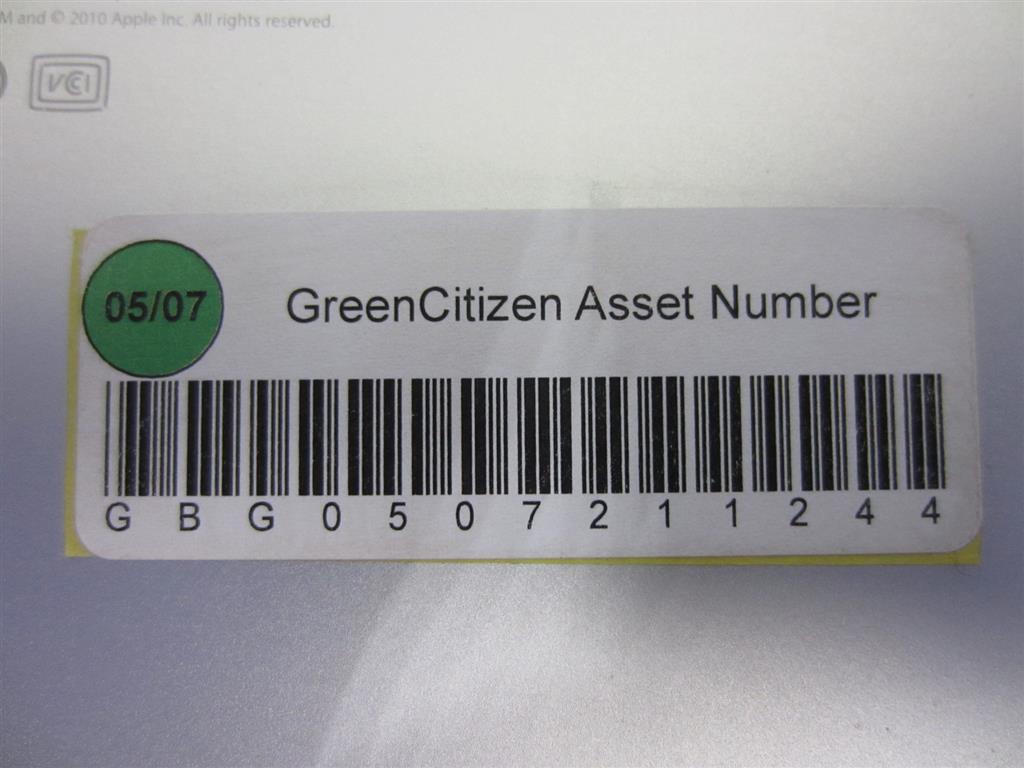 M and © 2010 Apple Inc. All rights reserved.
VCI
05/07
GreenCitizen Asset Number
G B G 0 5 0 7 2 1 1 2 4 4